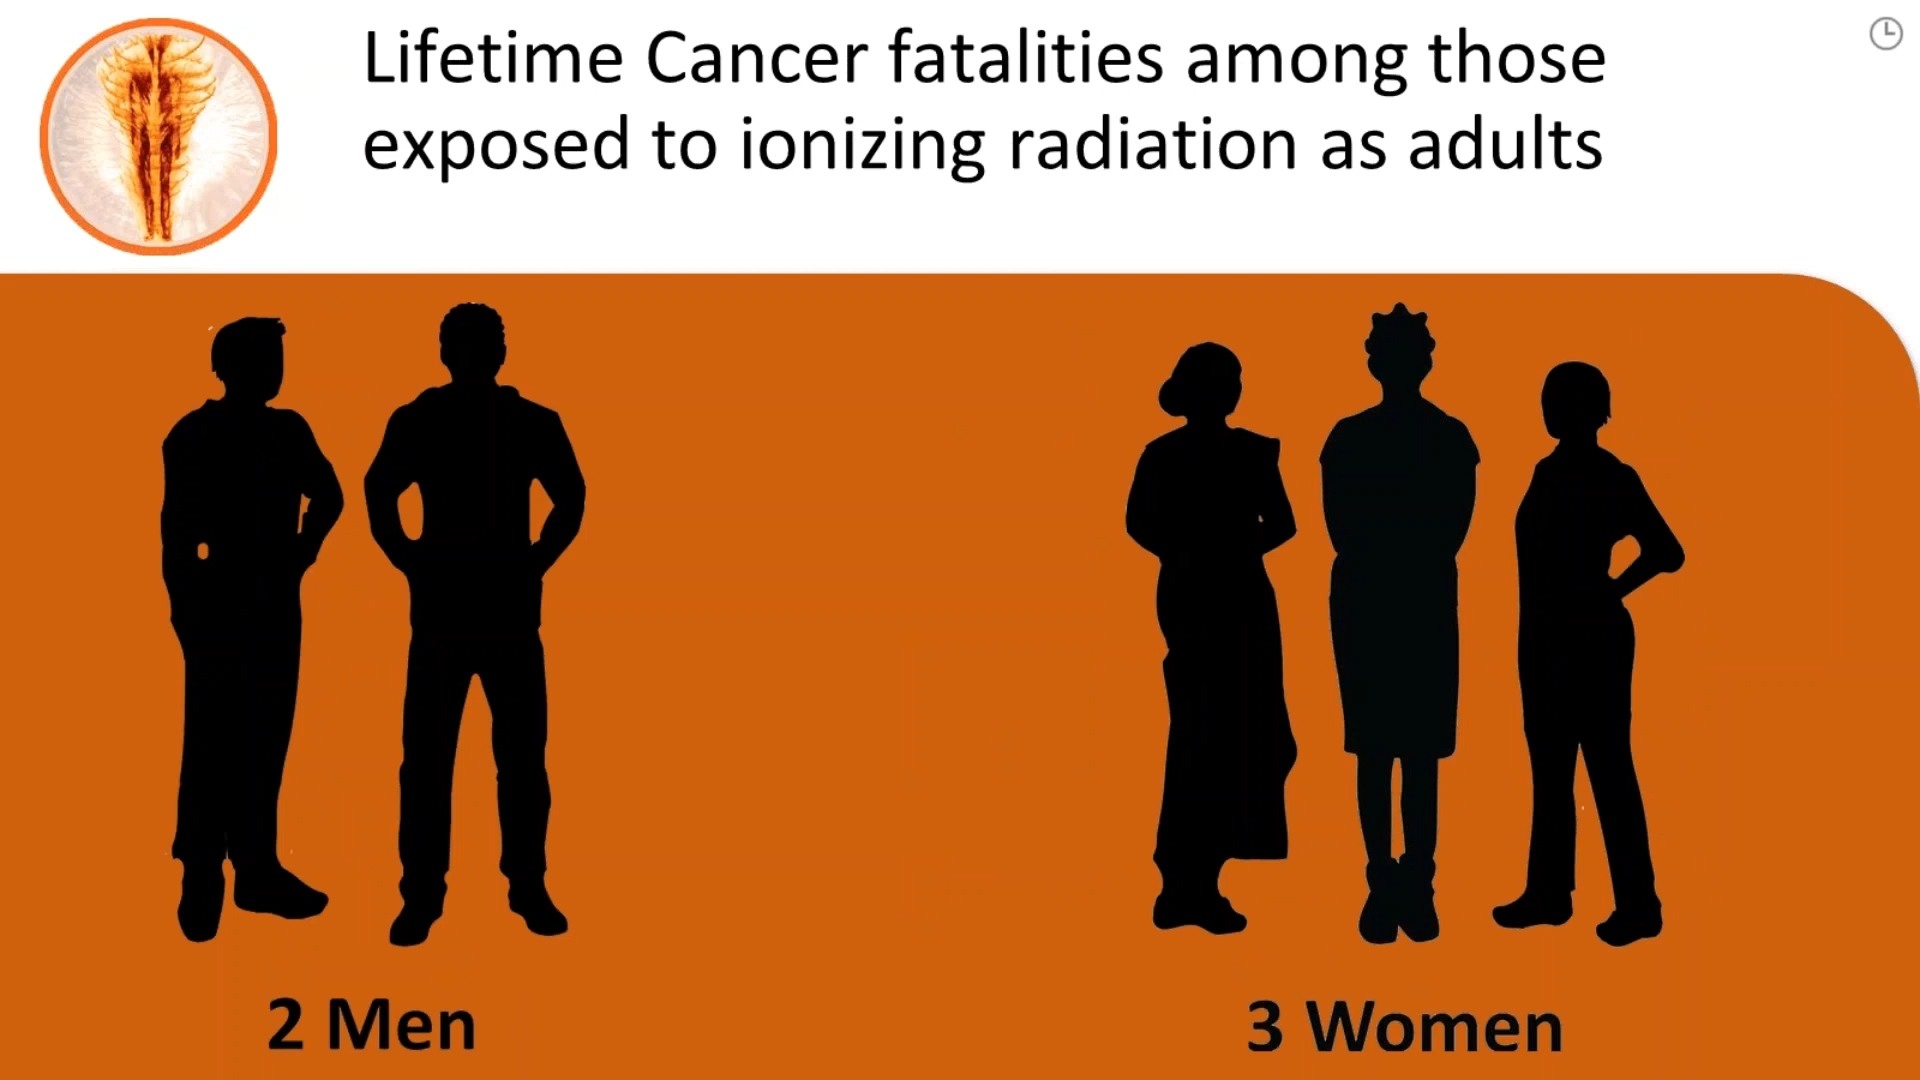 Lifetime Cancer fatalities among those
exposed to ionizing radiation as adults
2 Men
3 Women